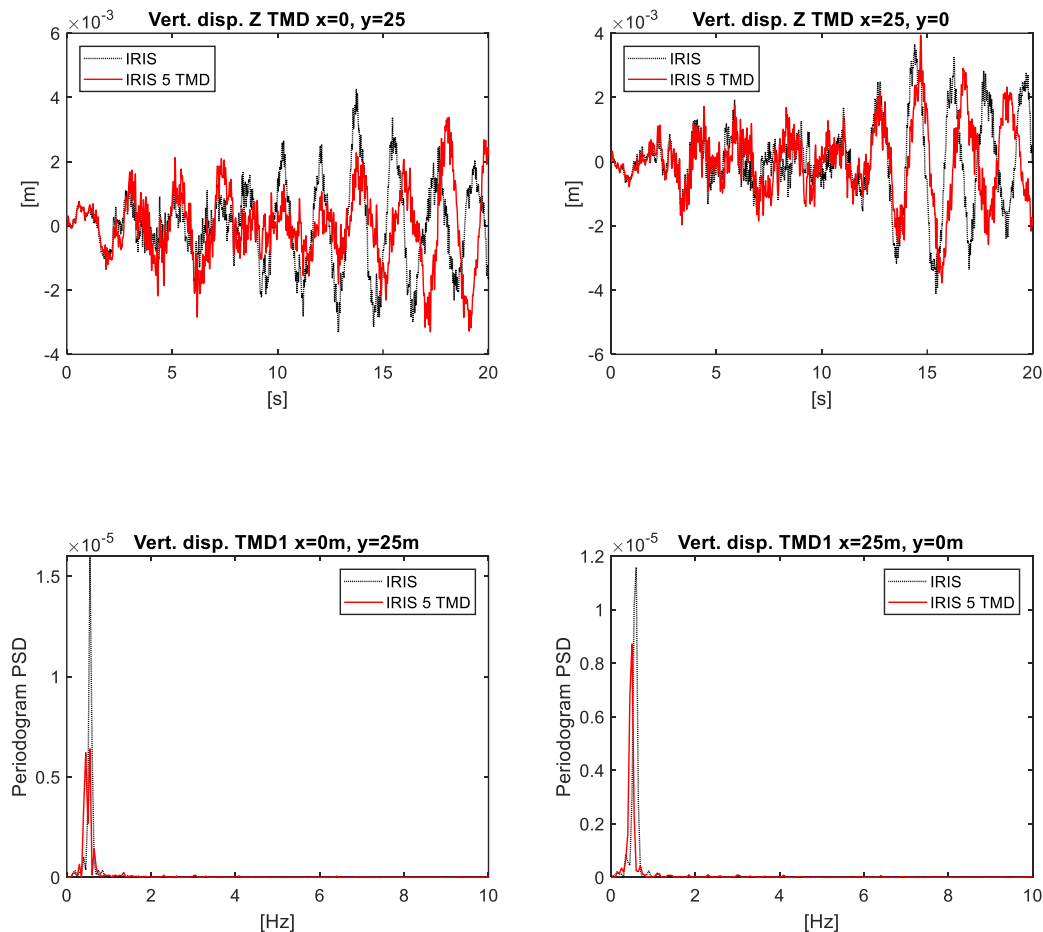 Vert. disp. Z TMD x=0, y=25
×10-3
6
4
2
0
-2
-4
[m]
IRIS
IRIS 5 TMD
0 5 10 15 20
[s]
Vert. disp. Z TMD x=25, y=0
×10-3
4
2
0
-2
-4
-6
[m]
IRIS
IRIS 5 TMD
0 5 10 15 20
[s]
Vert. disp. TMD1 x=0m, y=25m
×10-5
1.5
1
0.5
0
Periodogram PSD
IRIS
IRIS 5 TMD
0 2 4 6 8 10
[Hz]
Vert. disp. TMD1 x=25m, y=0m
×10-5
1.2
1
0.8
0.6
0.4
0.2
0
Periodogram PSD
IRIS
IRIS 5 TMD
0 2 4 6 8 10
[Hz]